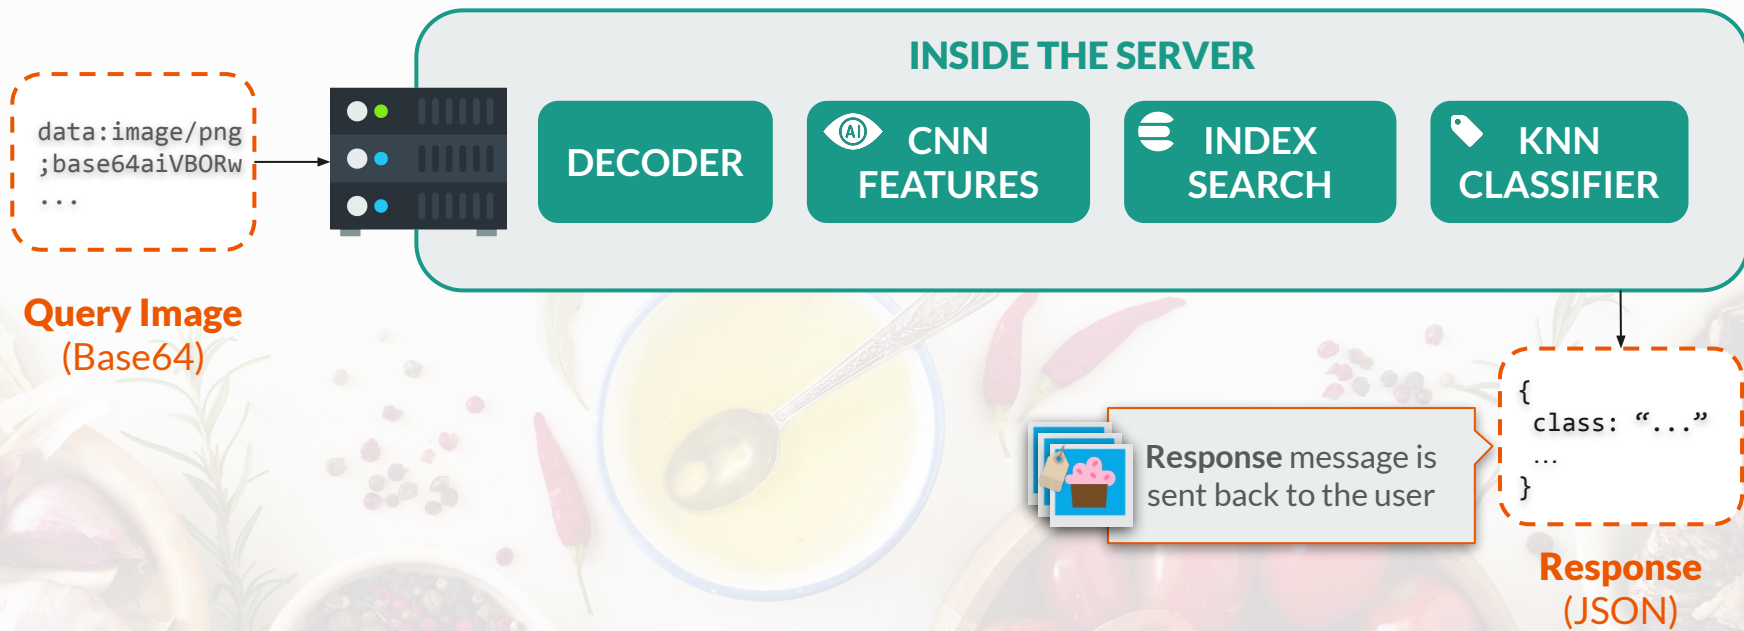 INSIDE THE SERVER
data:image/png
;base64aiVBORw
...
DECODER
AI
CNN
FEATURES
INDEX
SEARCH
KNN
CLASSIFIER
Query Image
(Base64)
Response message is
sent back to the user
{
class: “...”
...
}
Response
(JSON)